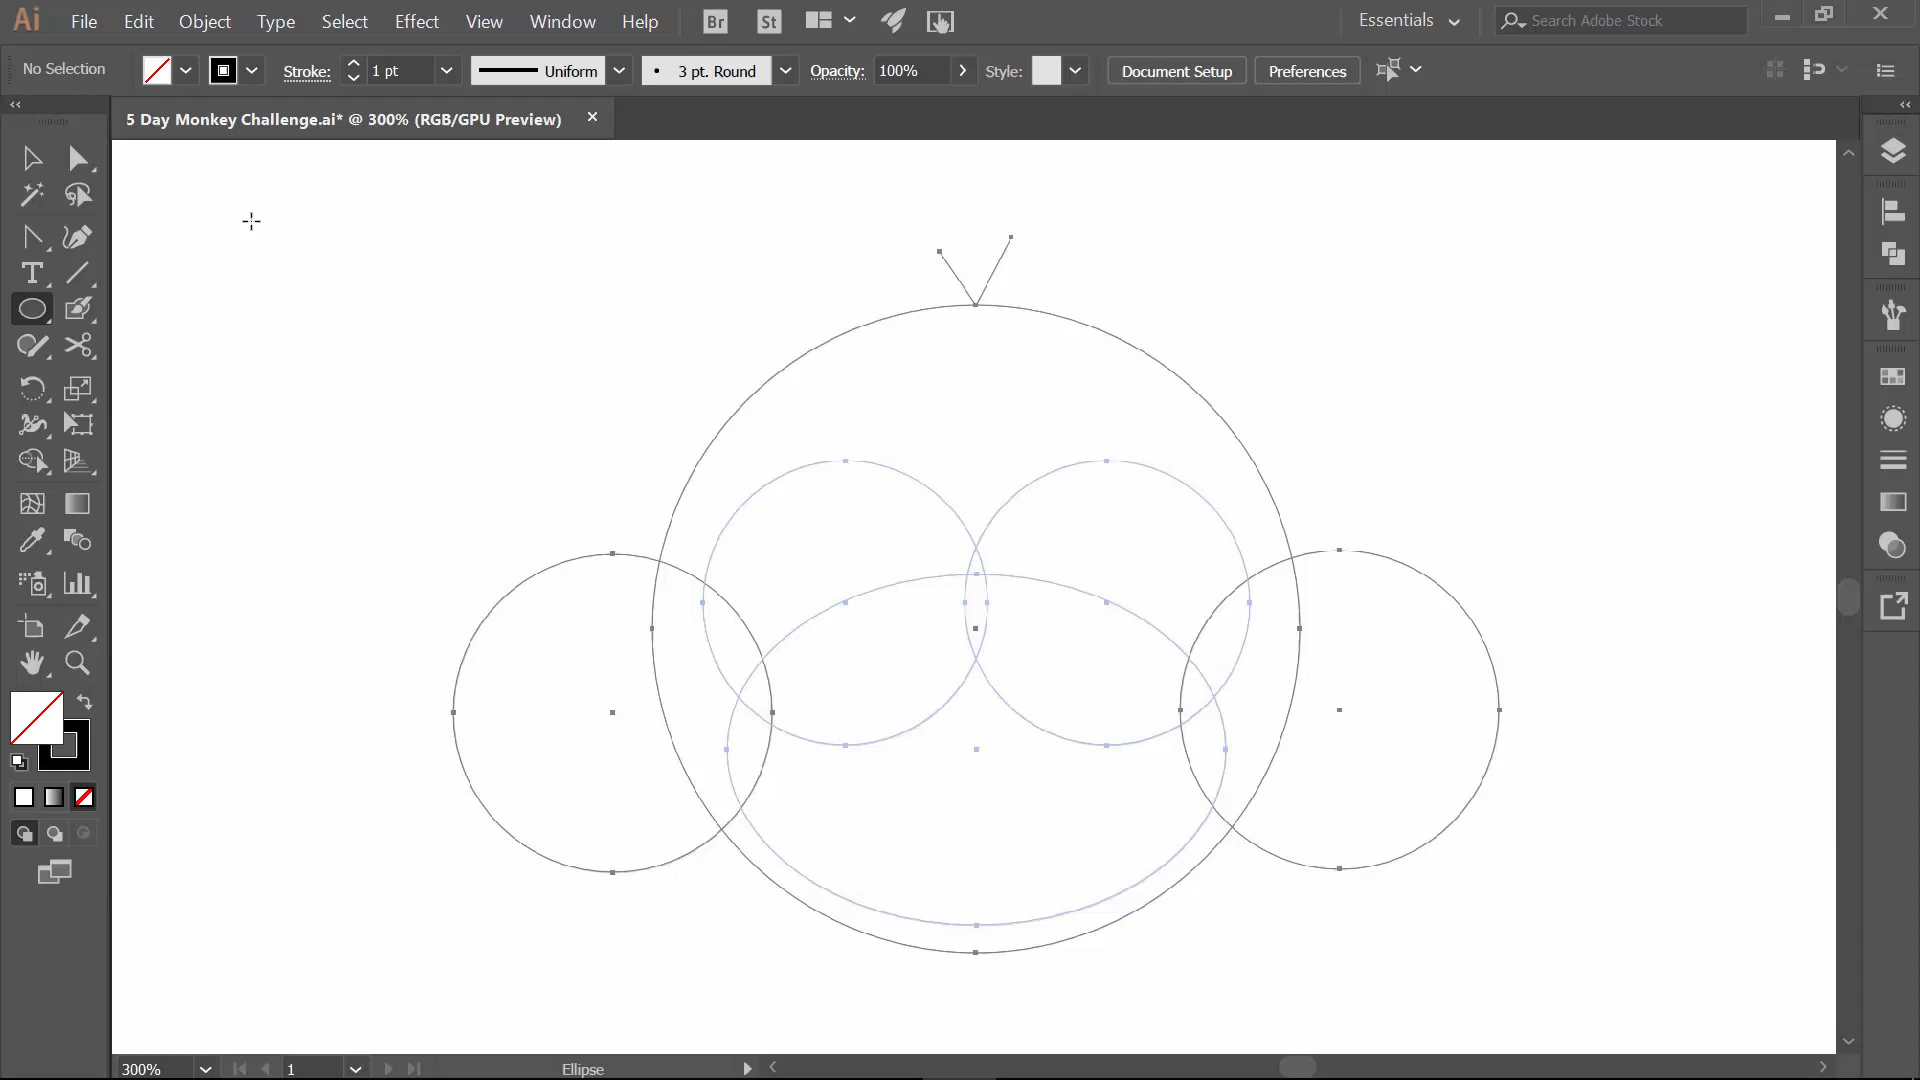 Ai File Edit Object Type Select Effect View Window Help Br St Essentials Search Adobe Stock
No Selection Stroke: 1 pt Uniform 3 pt. Round Opacity: 100% Style: Document Setup Preferences
5 Day Monkey Challenge.ai* @ 300% (RGB/GPU Preview)
300% 1 Ellipse